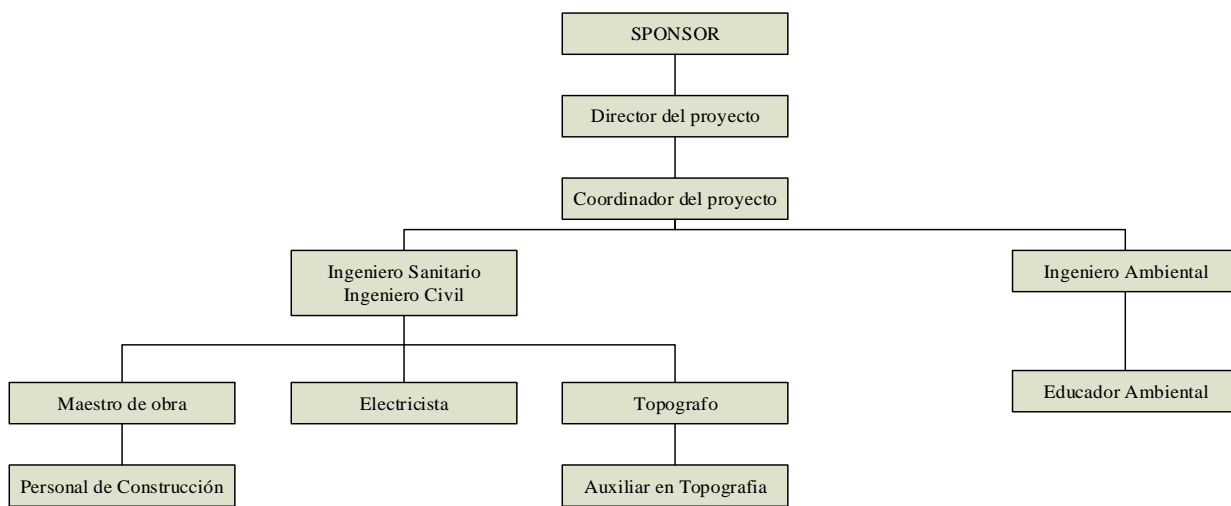 SPONSOR
Director del proyecto
Coordinador del proyecto
Ingeniero Sanitario
Ingeniero Civil
Ingeniero Ambiental
Maestro de obra
Electricista
Topografo
Educador Ambiental
Personal de Construcción
Auxiliar en Topografia